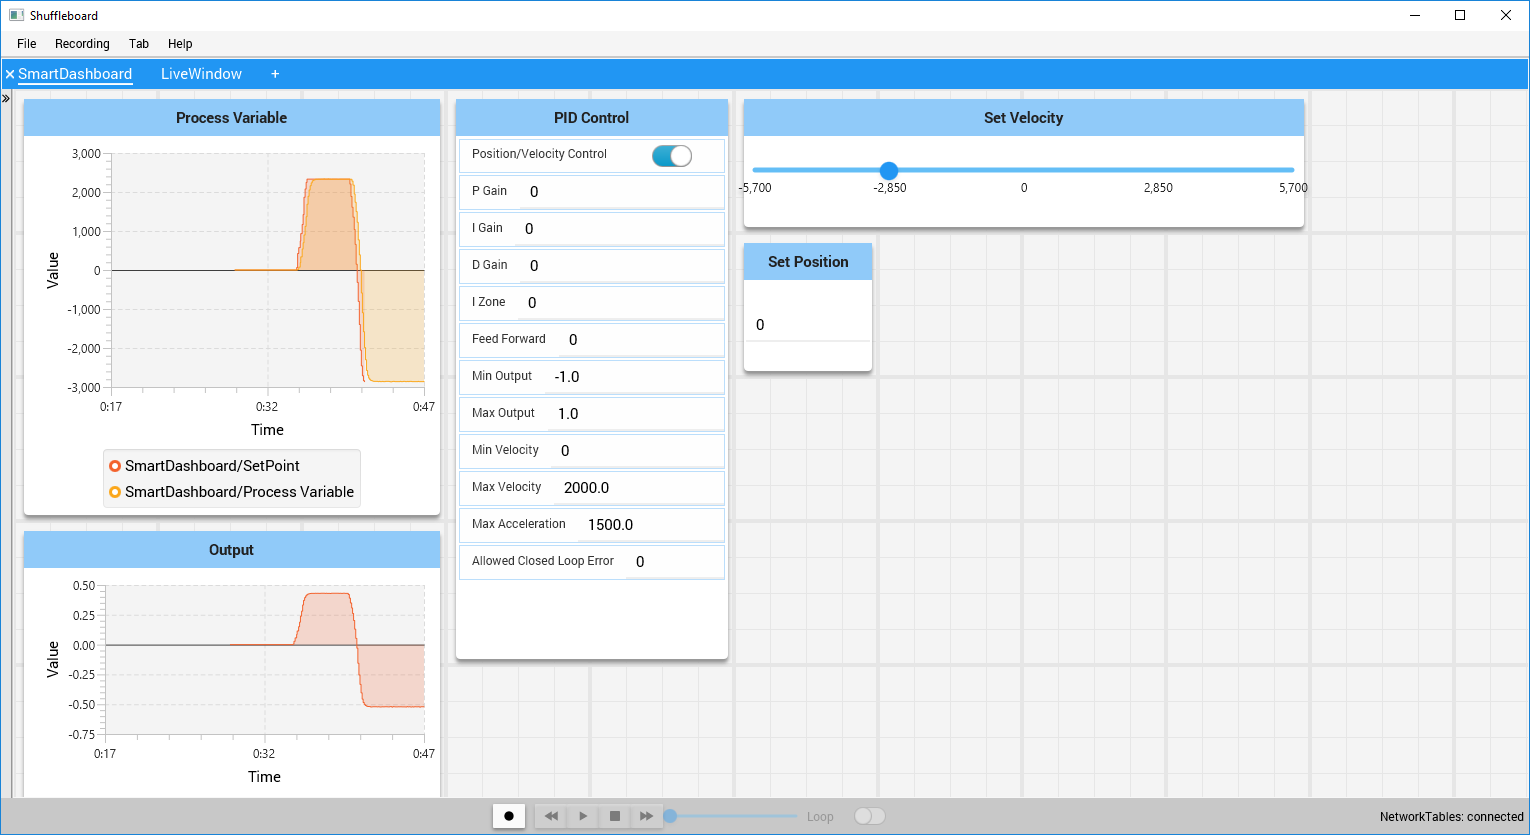 Shuffleboard
File Recording Tab Help
SmartDashboard LiveWindow +
Process Variable
3,000
2,000
1,000
0
-1,000
-2,000
-3,000
Value
0:17 0:32 0:47
Time
SmartDashboard/SetPoint
SmartDashboard/Process Variable
Output
0.50
0.25
0.00
-0.25
-0.50
-0.75
Value
0:17 0:32 0:47
Time
PID Control
Position/Velocity Control
P Gain 0
I Gain 0
D Gain 0
I Zone 0
Feed Forward 0
Min Output -1.0
Max Output 1.0
Min Velocity 0
Max Velocity 2000.0
Max Acceleration 1500.0
Allowed Closed Loop Error 0
Set Velocity
-5,700 -2,850 0 2,850 5,700
Set Position
0
Loop
NetworkTables: connected